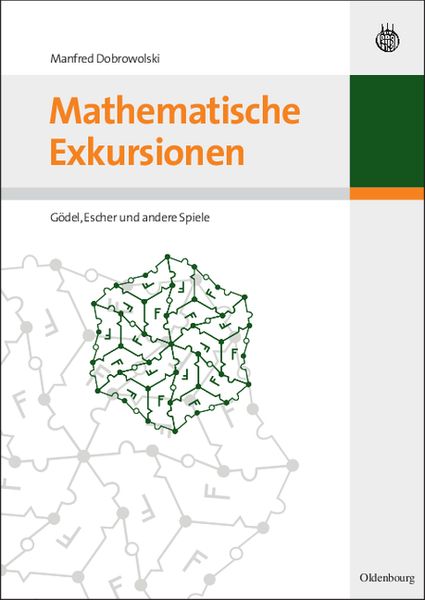 Manfred Dobrowolski
Mathematische
Exkursionen
Gödel, Escher und andere Spiele
F
F
F
F
F
F
F
F
F
F
F
F
Oldenbourg